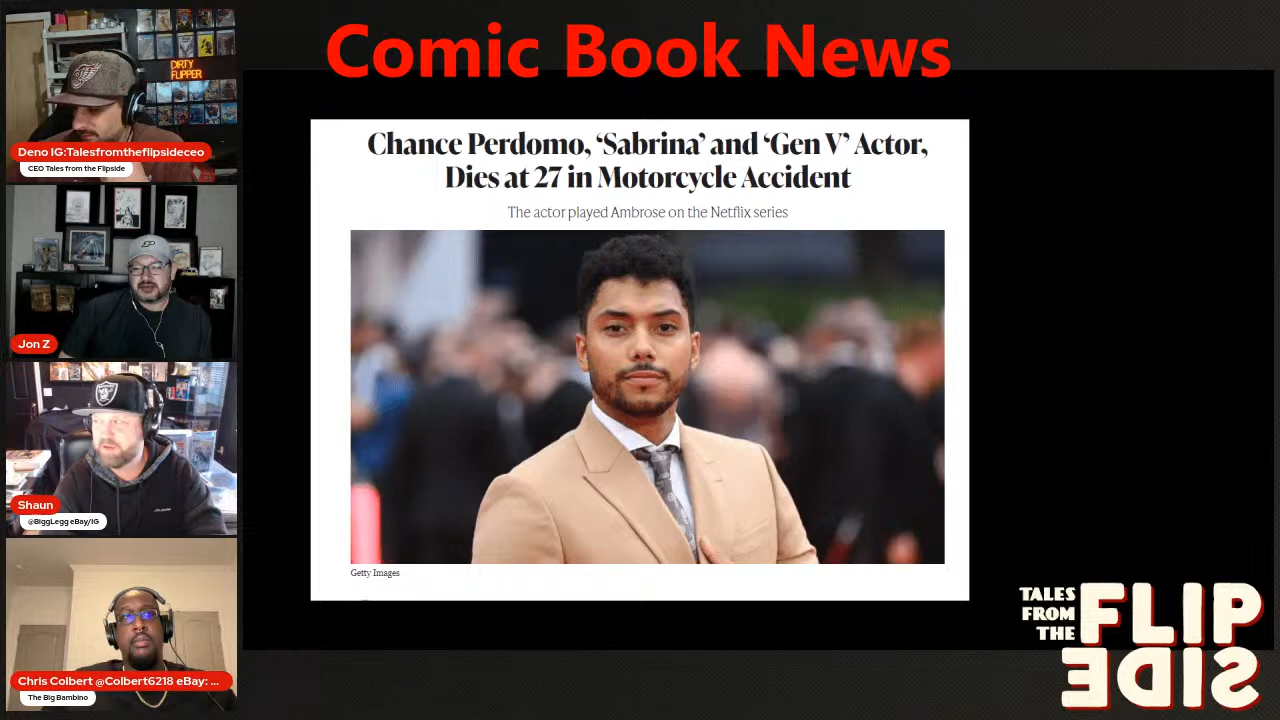 Comic Book News
DIRTY
FLIPPER
Deno IG:Talesfromtheflipsideceo
CEO Tales from the Flipside
Jon Z
Shaun
@BiggLegg eBay/IG
Chris Colbert @Colbert6218 eBay: ...
The Big Bambino
Chance Perdomo, ‘Sabrina’ and ‘Gen V’ Actor,
Dies at 27 in Motorcycle Accident
The actor played Ambrose on the Netflix series
Getty Images
TALES
FROM
THE
FLIP
SIDE